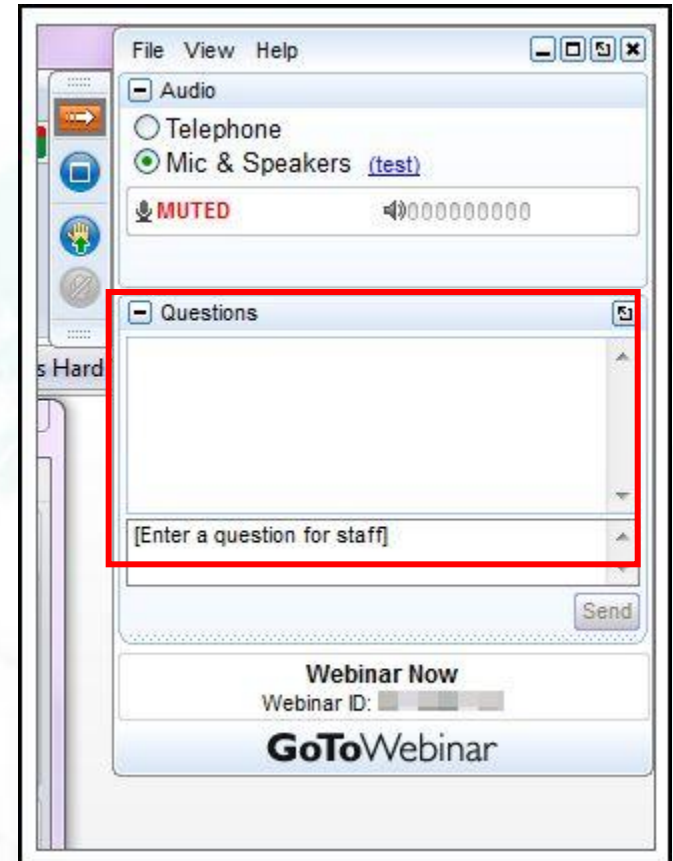 File View Help
Audio
Telephone
Mic & Speakers (test)
MUTED
Questions
s Hard
[Enter a question for staff]
Send
Webinar Now
Webinar ID:
GoToWebinar